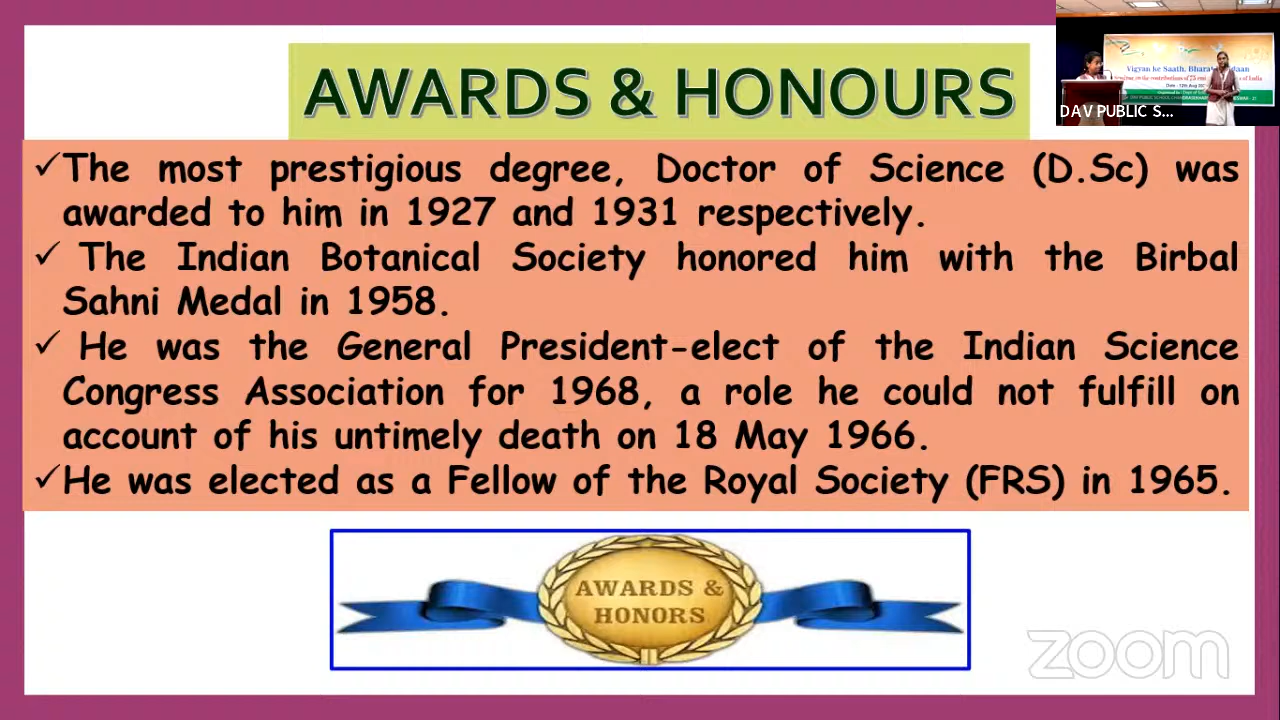 AWARDS & HONOURS
✓The most prestigious degree, Doctor of Science (D.Sc) was
awarded to him in 1927 and 1931 respectively.
✓ The Indian Botanical Society honored him with the Birbal
Sahni Medal in 1958.
✓ He was the General President-elect of the Indian Science
Congress Association for 1968, a role he could not fulfill on
account of his untimely death on 18 May 1966.
✓He was elected as a Fellow of the Royal Society (FRS) in 1965.
AWARDS &
HONORS
zoom
Vigyan ke Saath, Bharat
DAV PUBLIC S...